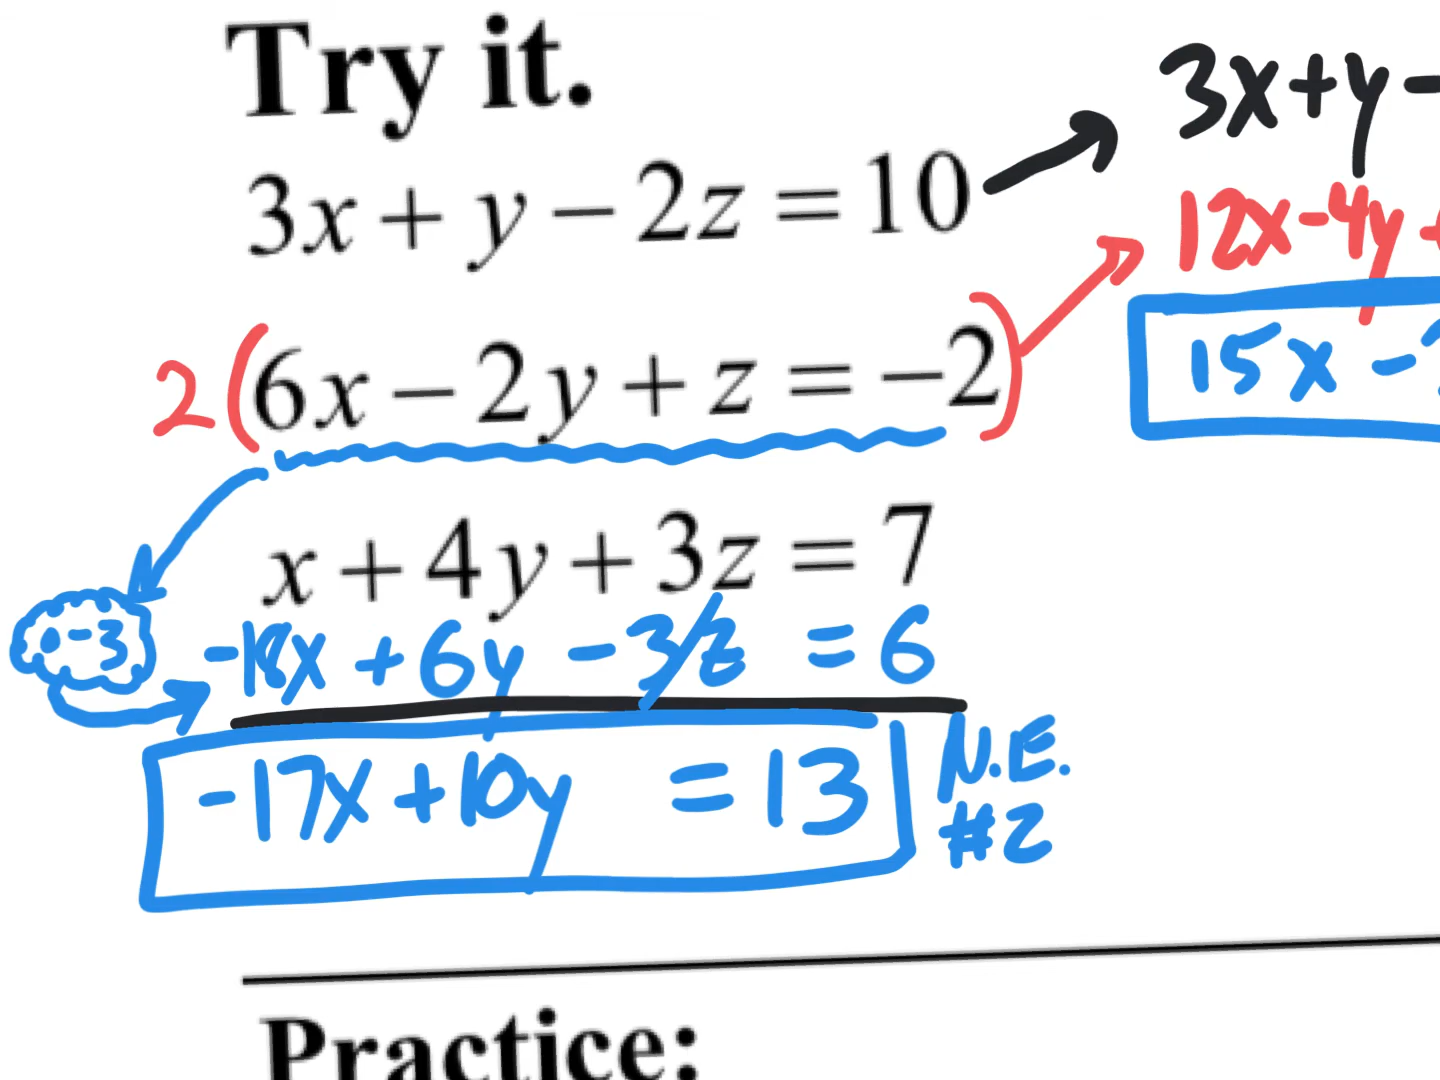 Try it.
3x + y − 2z = 10
3x + y −
2(6x − 2y + z = −2)
12x − 4y +
15x −
x + 4y + 3z = 7
• −3
−18x + 6y − 3z = 6
−17x + 10y = 13
N.E.
#2
Practice: